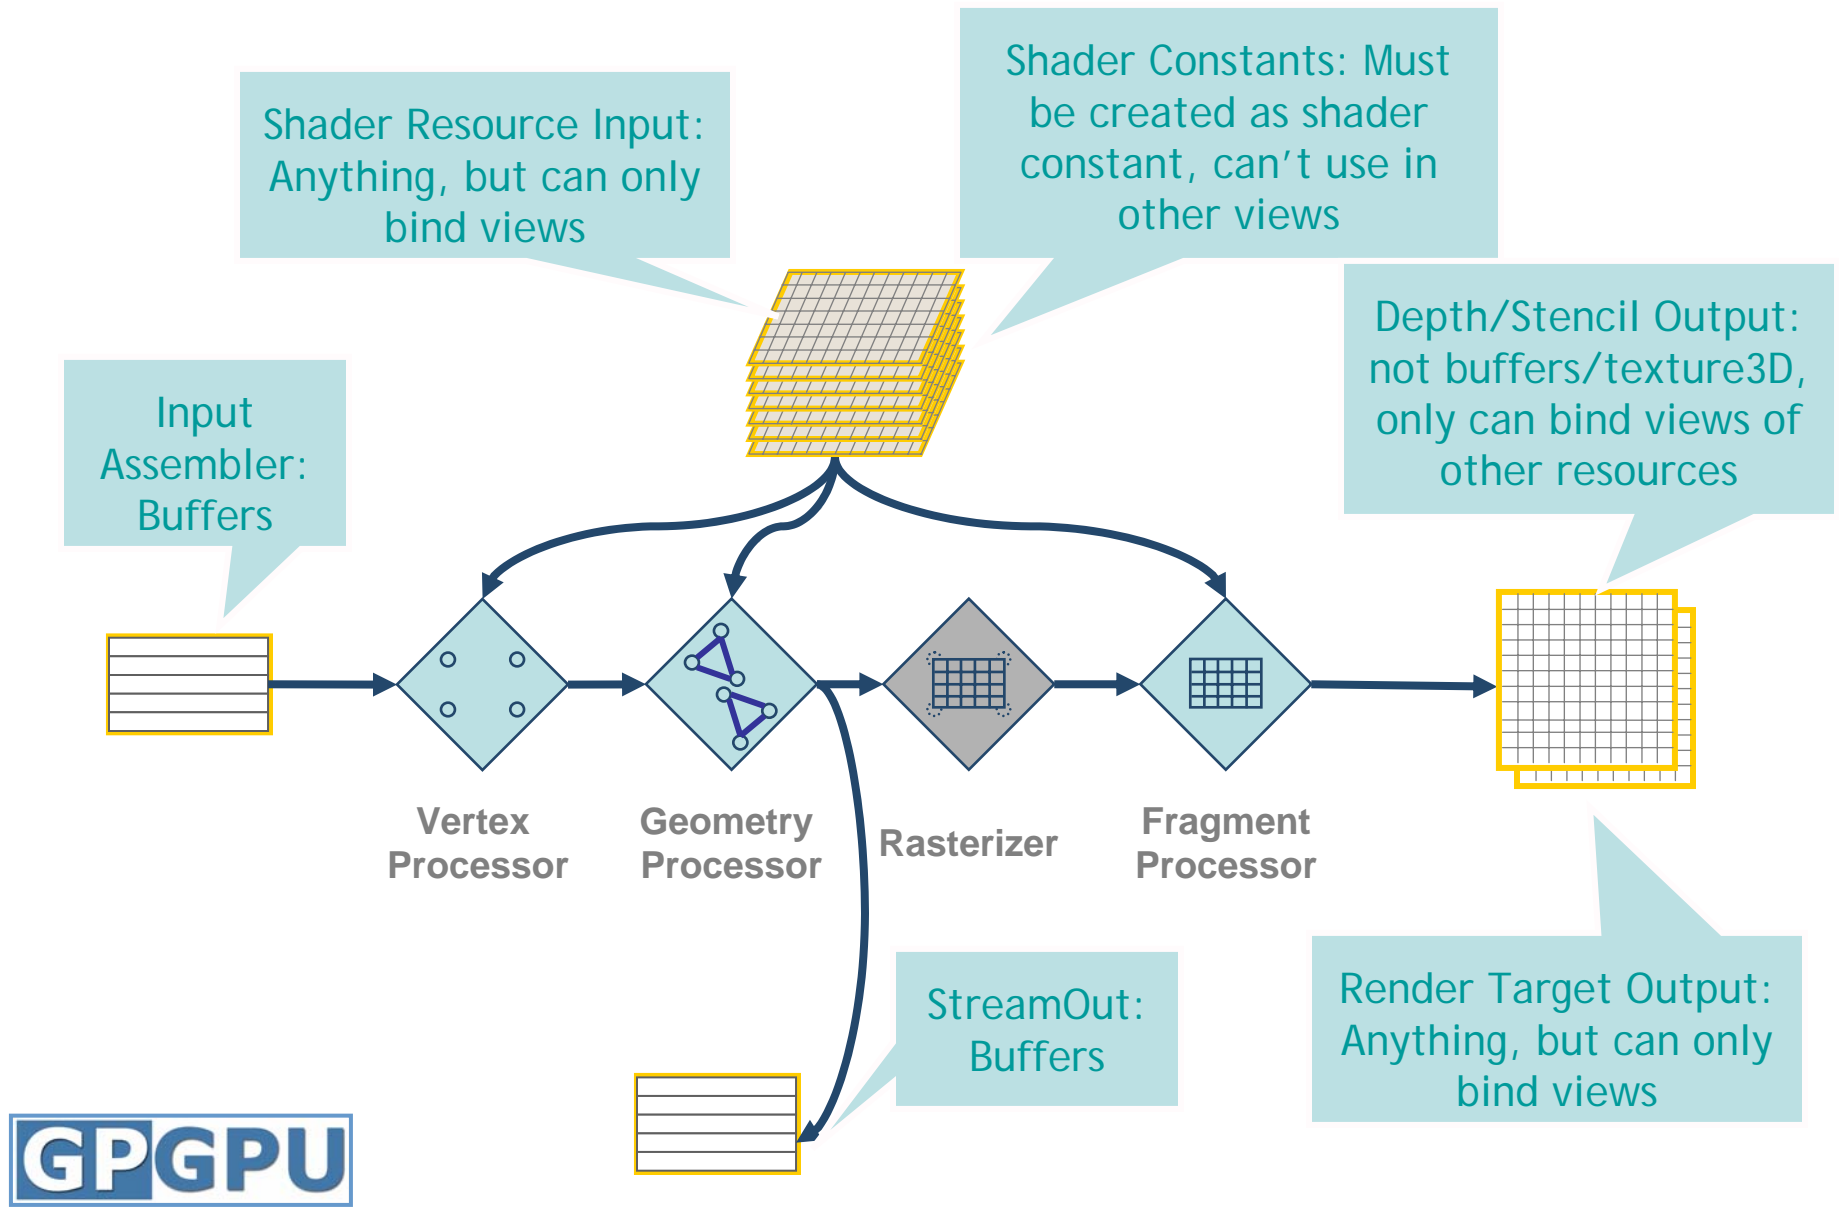 Shader Constants: Must
be created as shader
constant, can’t use in
other views
Shader Resource Input:
Anything, but can only
bind views
Depth/Stencil Output:
not buffers/texture3D,
only can bind views of
other resources
Input
Assembler:
Buffers
Vertex
Processor
Geometry
Processor
Rasterizer
Fragment
Processor
StreamOut:
Buffers
Render Target Output:
Anything, but can only
bind views
GPGPU